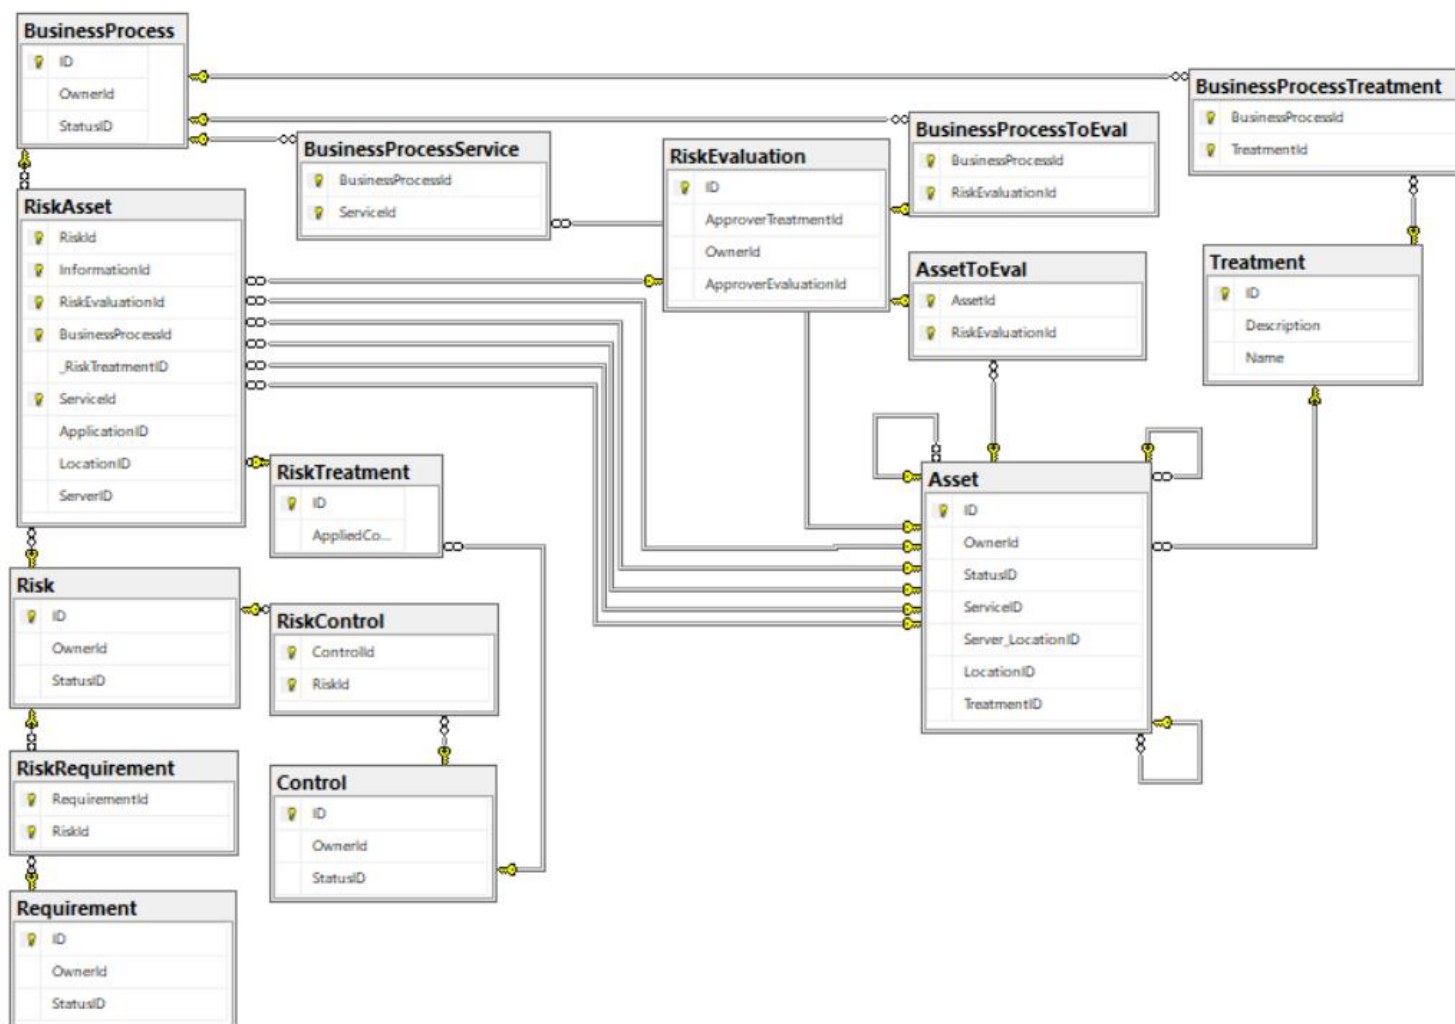 BusinessProcess
ID
OwnerId
StatusID
BusinessProcessTreatment
BusinessProcessId
TreatmentId
BusinessProcessToEval
BusinessProcessId
RiskEvaluationId
BusinessProcessService
BusinessProcessId
ServiceId
RiskEvaluation
ID
ApproverTreatmentId
OwnerId
ApproverEvaluationId
RiskAsset
RiskId
InformationId
RiskEvaluationId
BusinessProcessId
_RiskTreatmentID
ServiceId
ApplicationID
LocationID
ServerID
AssetToEval
AssetId
RiskEvaluationId
Treatment
ID
Description
Name
RiskTreatment
ID
AppliedCo...
Asset
ID
OwnerId
StatusID
ServiceID
Server_LocationID
LocationID
TreatmentID
Risk
ID
OwnerId
StatusID
RiskControl
ControlId
RiskId
RiskRequirement
RequirementId
RiskId
Control
ID
OwnerId
StatusID
Requirement
ID
OwnerId
StatusID